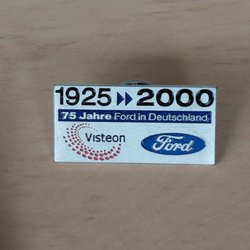 1925 2000
75 Jahre Ford in Deutschland
Visteon Ford